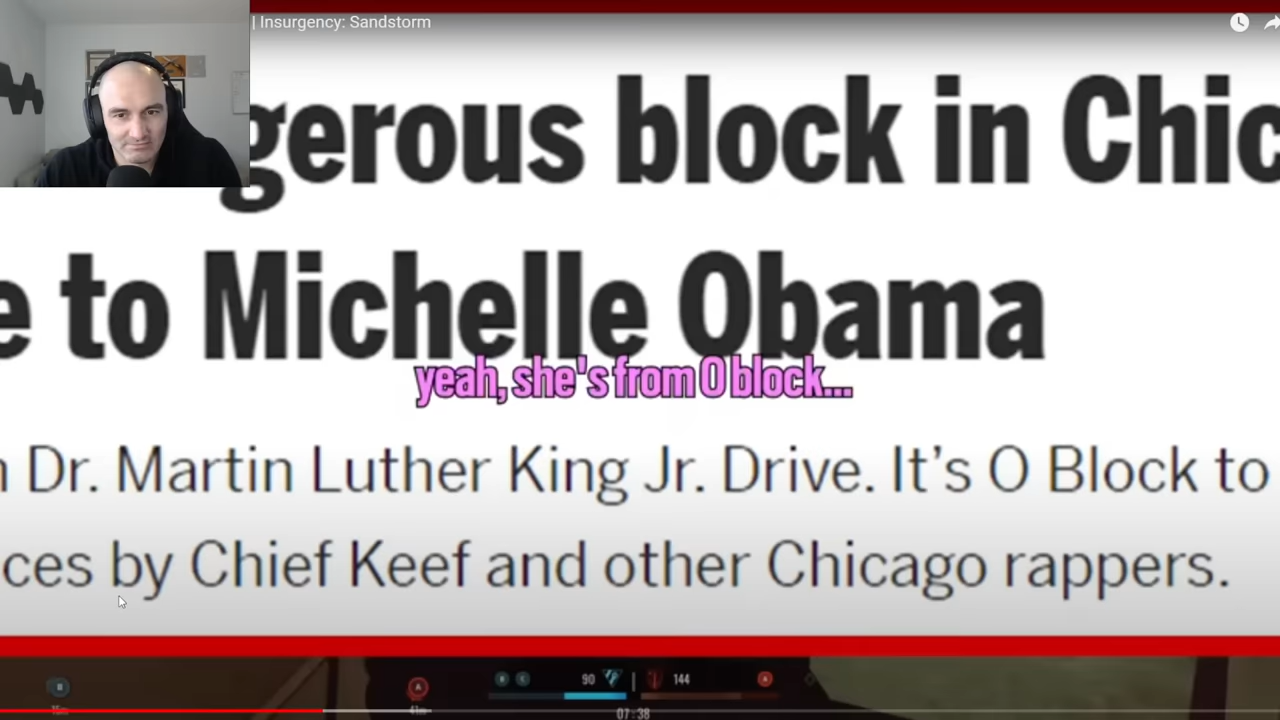 | Insurgency: Sandstorm
gerous block in Chic
e to Michelle Obama
yeah, she's from O block...
n Dr. Martin Luther King Jr. Drive. It’s O Block to
ces by Chief Keef and other Chicago rappers.
B C 90 | 144 A
B A
07:38